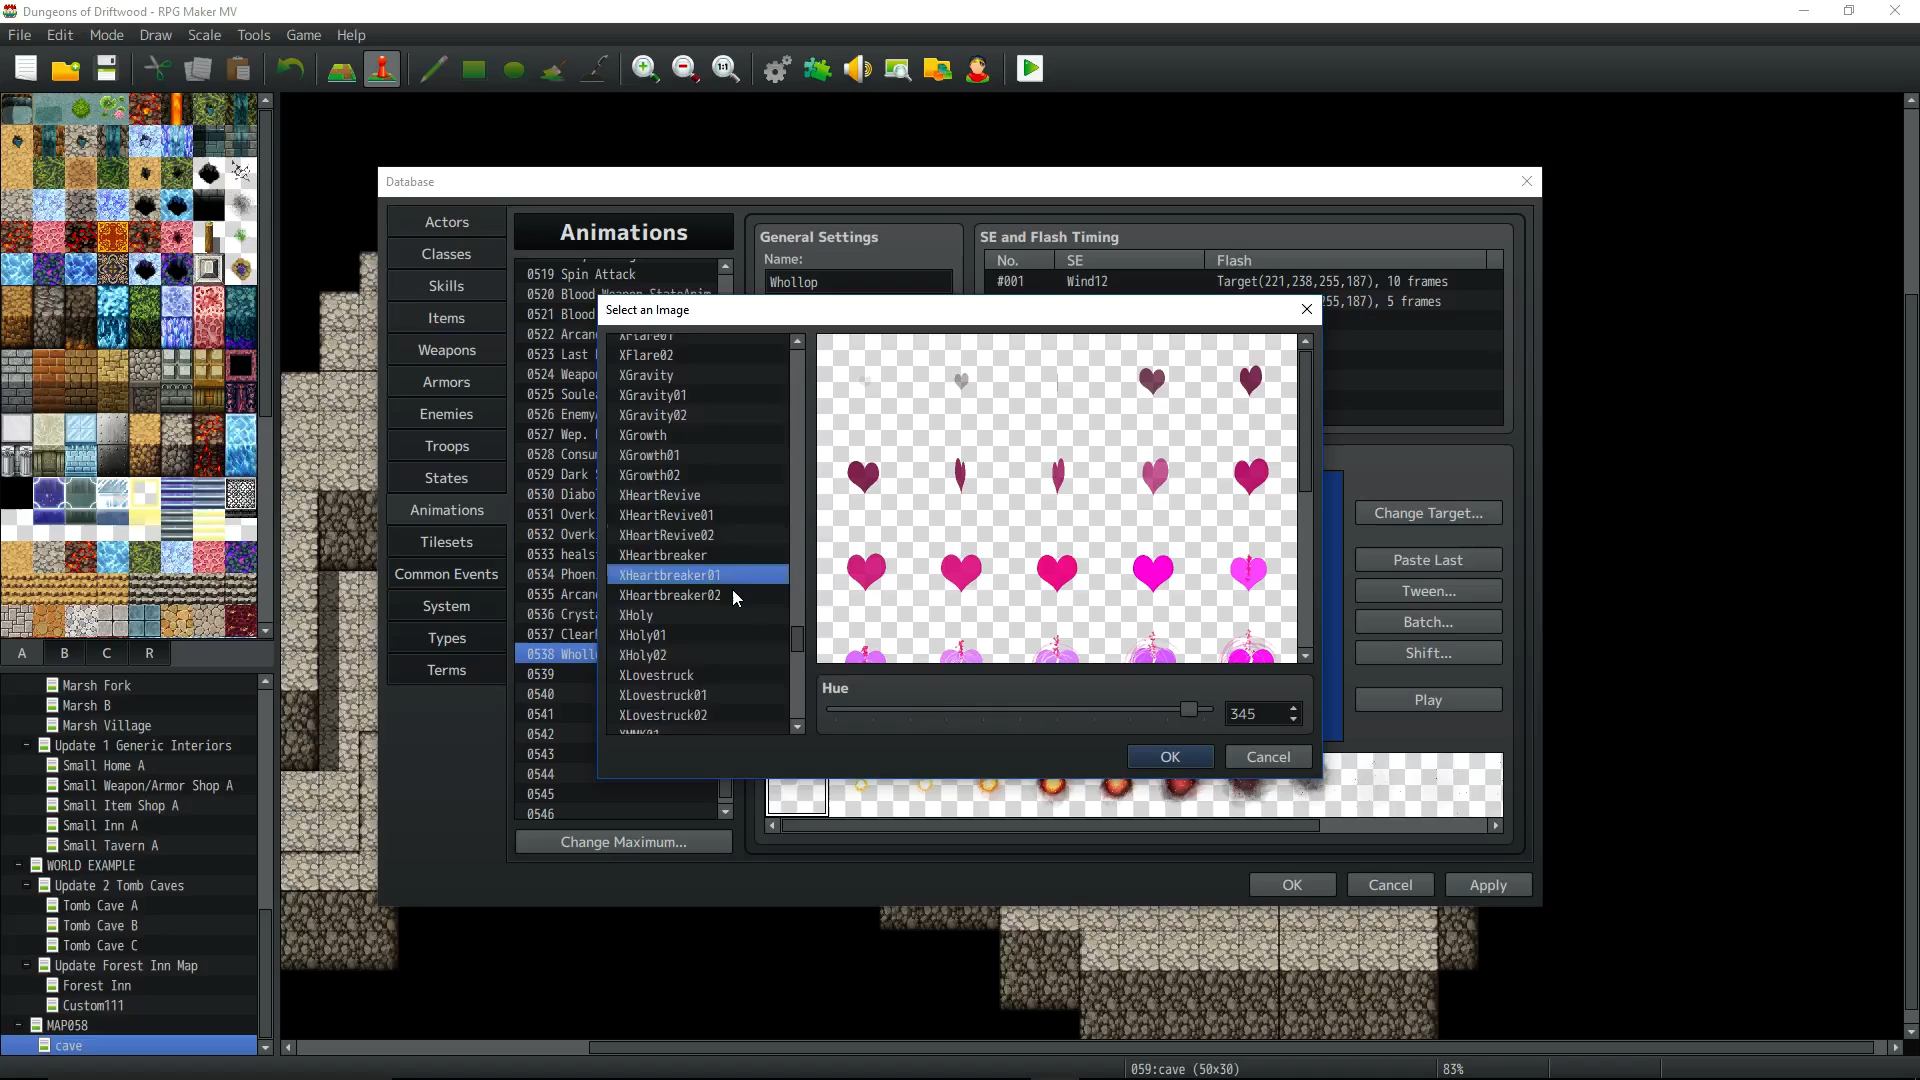 Dungeons of Driftwood - RPG Maker MV
File Edit Mode Draw Scale Tools Game Help
Database
Actors
Classes
Skills
Items
Weapons
Armors
Enemies
Troops
States
Animations
Tilesets
Common Events
System
Types
Terms
Animations
0519 Spin Attack
0520 Blood Weapon StateAnim
0521 Blood
0522 Arcan
0523 Last
0524 Weapo
0525 Soule
0526 Enemy
0527 Wep.
0528 Consu
0529 Dark
0530 Diabo
0531 Overk
0532 Overk
0533 heals
0534 Phoen
0535 Arcan
0536 Cryst
0537 Clear
0538 Wholl
0539
0540
0541
0542
0543
0544
0545
0546
Change Maximum...
General Settings
Name:
Whollop
SE and Flash Timing
No. SE Flash
#001 Wind12 Target(221,238,255,187), 10 frames
55,187), 5 frames
Select an Image
XFlare01
XFlare02
XGravity
XGravity01
XGravity02
XGrowth
XGrowth01
XGrowth02
XHeartRevive
XHeartRevive01
XHeartRevive02
XHeartbreaker
XHeartbreaker01
XHeartbreaker02
XHoly
XHoly01
XHoly02
XLovestruck
XLovestruck01
XLovestruck02
Hue
345
OK
Cancel
Change Target...
Paste Last
Tween...
Batch...
Shift...
Play
OK
Cancel
Apply
A B C R
Marsh Fork
Marsh B
Marsh Village
Update 1 Generic Interiors
Small Home A
Small Weapon/Armor Shop A
Small Item Shop A
Small Inn A
Small Tavern A
WORLD EXAMPLE
Update 2 Tomb Caves
Tomb Cave A
Tomb Cave B
Tomb Cave C
Update Forest Inn Map
Forest Inn
Custom111
MAP058
cave
059:cave (50x30)
83%